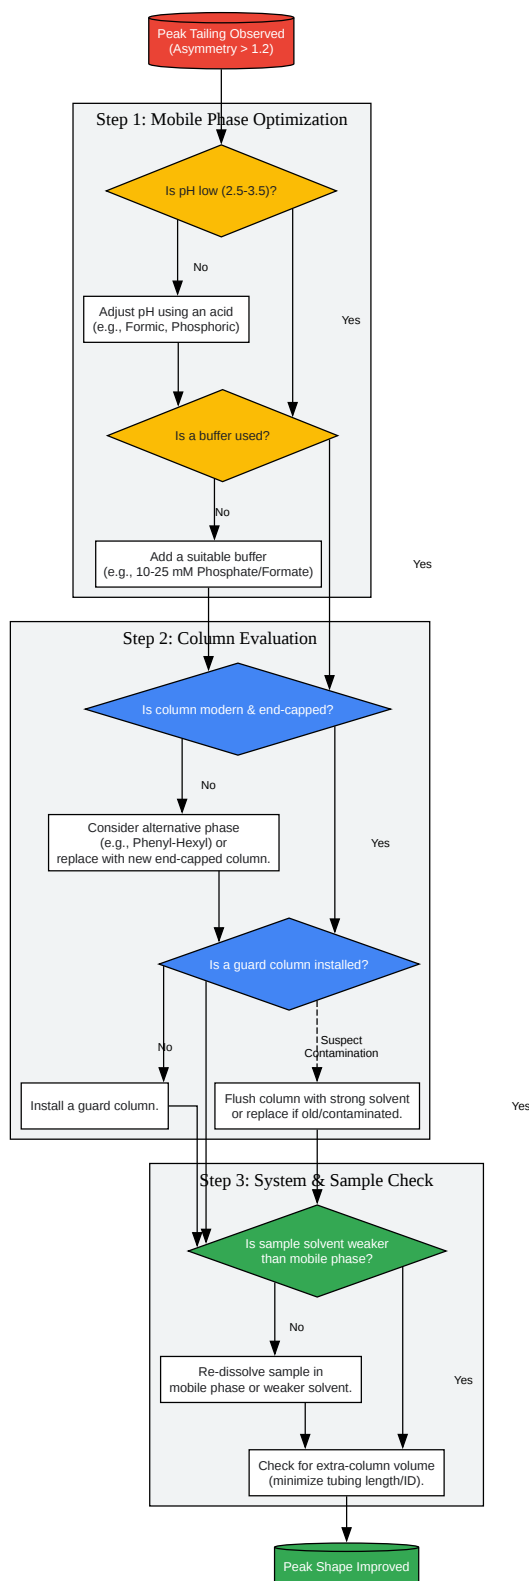 Peak Tailing Observed
(Asymmetry > 1.2)
Step 1: Mobile Phase Optimization
Is pH low (2.5-3.5)?
No
Adjust pH using an acid
(e.g., Formic, Phosphoric)
Yes
Is a buffer used?
No
Add a suitable buffer
(e.g., 10-25 mM Phosphate/Formate)
Yes
Step 2: Column Evaluation
Is column modern & end-capped?
No
Consider alternative phase
(e.g., Phenyl-Hexyl) or
replace with new end-capped column.
Yes
Is a guard column installed?
No
Suspect
Contamination
Install a guard column.
Flush column with strong solvent
or replace if old/contaminated.
Yes
Step 3: System & Sample Check
Is sample solvent weaker
than mobile phase?
No
Re-dissolve sample in
mobile phase or weaker solvent.
Yes
Check for extra-column volume
(minimize tubing length/ID).
Peak Shape Improved